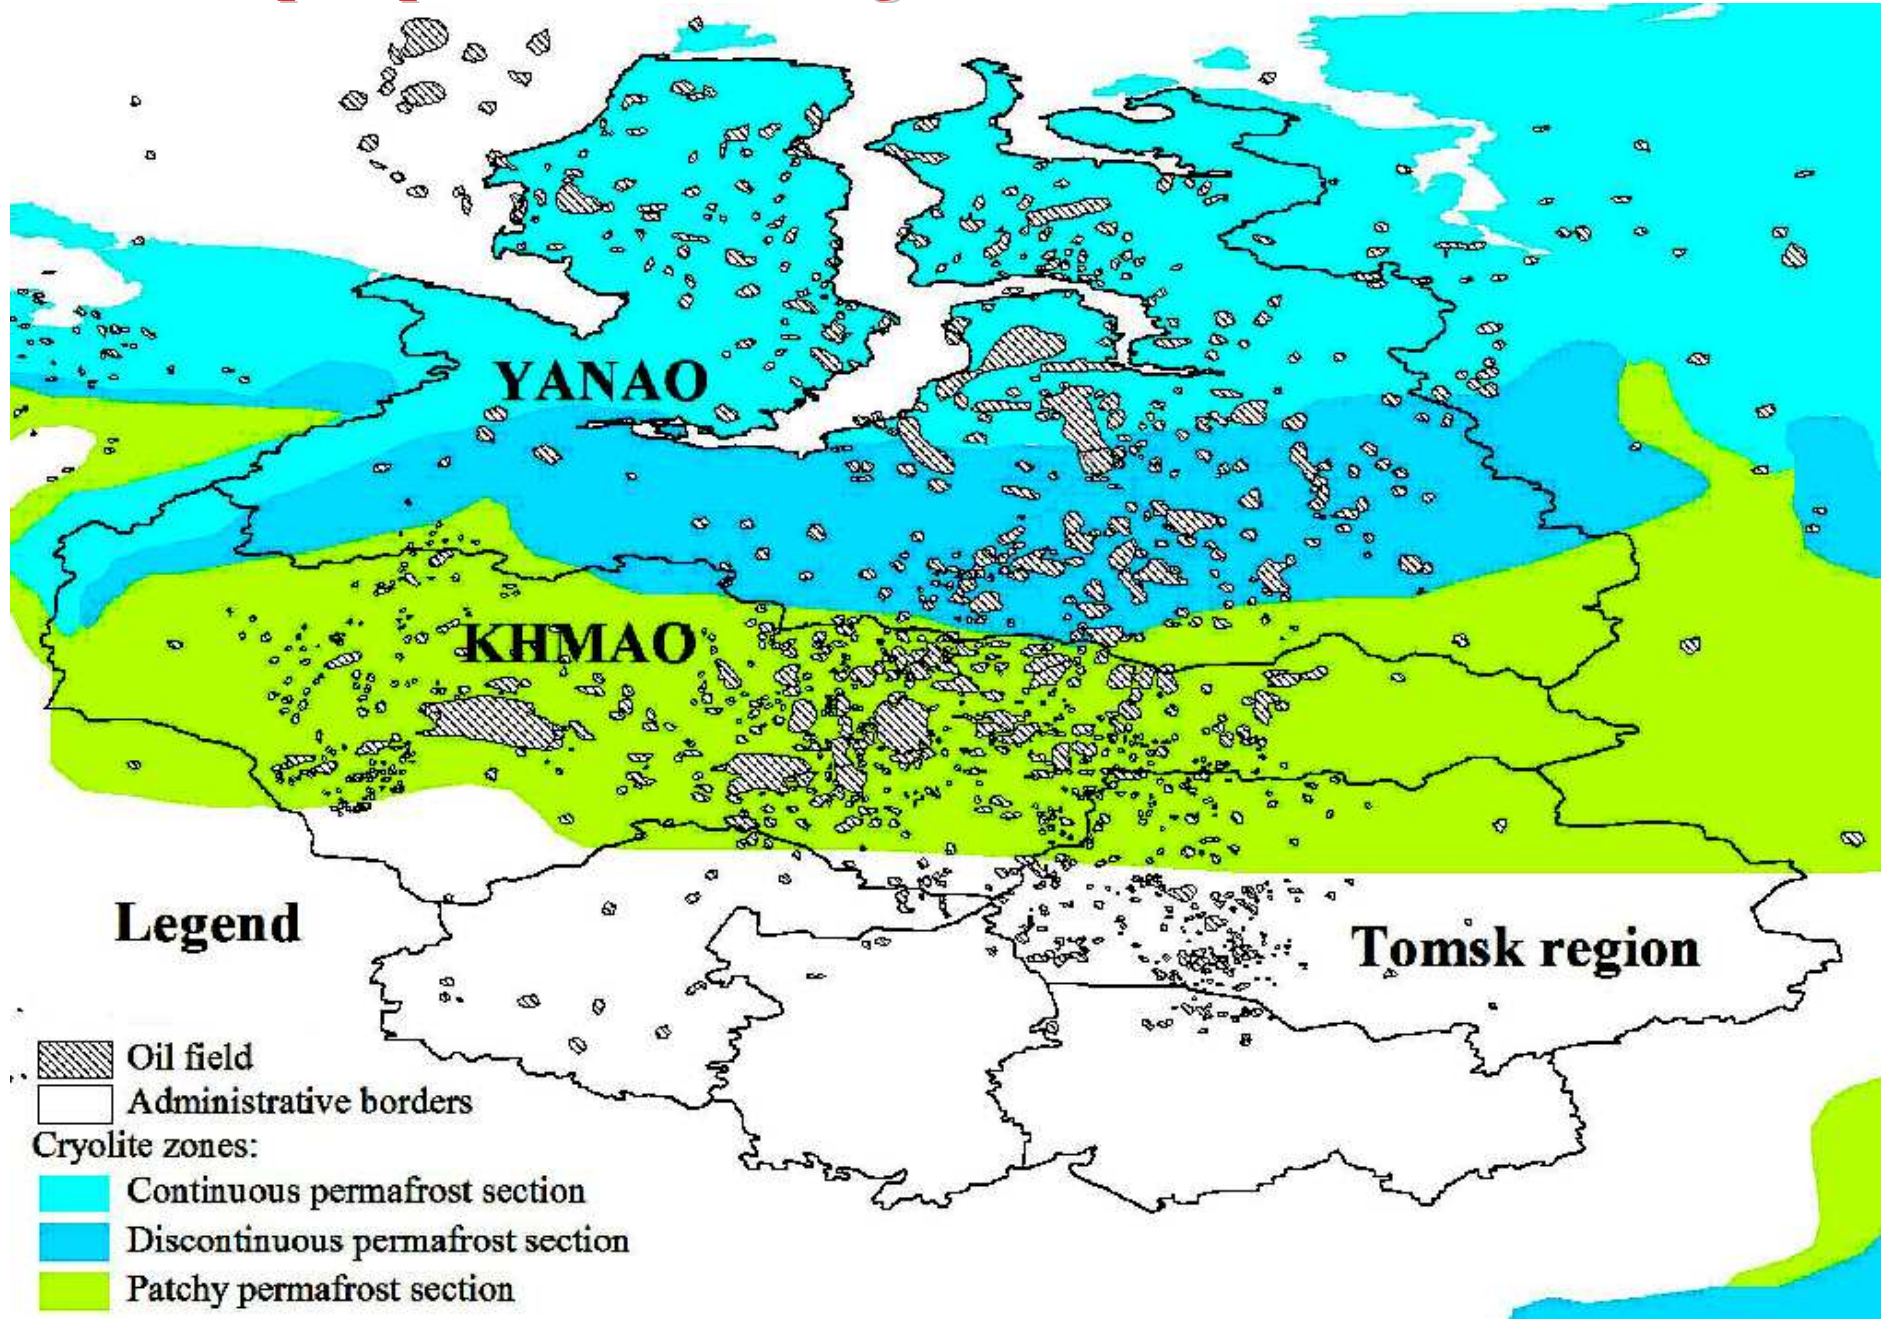 YANAO
KHMAO
Legend
Tomsk region
Oil field
Administrative borders
Cryolite zones:
Continuous permafrost section
Discontinuous permafrost section
Patchy permafrost section